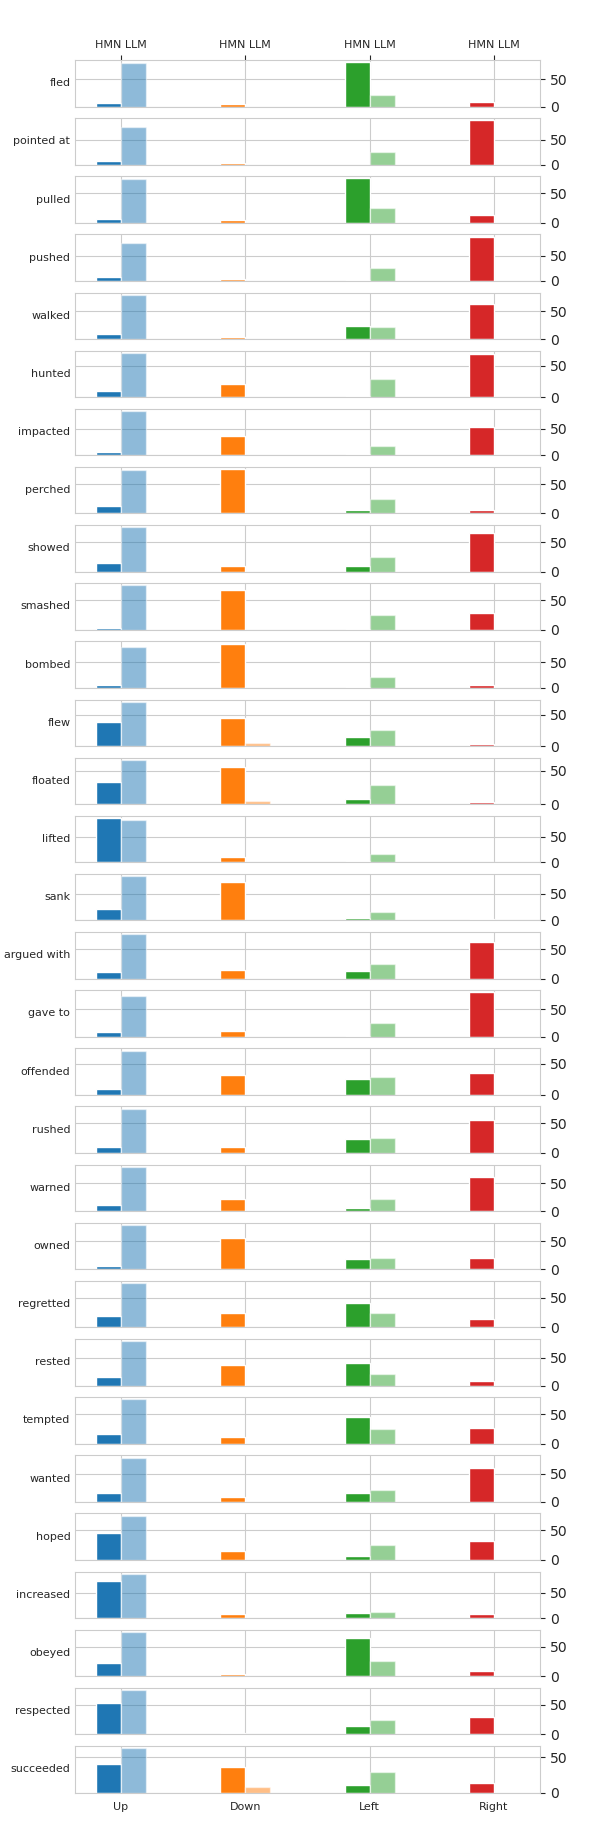 HMN LLM HMN LLM HMN LLM HMN LLM
fled 50 0
pointed at 50 0
pulled 50 0
pushed 50 0
walked 50 0
hunted 50 0
impacted 50 0
perched 50 0
showed 50 0
smashed 50 0
bombed 50 0
flew 50 0
floated 50 0
lifted 50 0
sank 50 0
argued with 50 0
gave to 50 0
offended 50 0
rushed 50 0
warned 50 0
owned 50 0
regretted 50 0
rested 50 0
tempted 50 0
wanted 50 0
hoped 50 0
increased 50 0
obeyed 50 0
respected 50 0
succeeded 50 0
Up Down Left Right